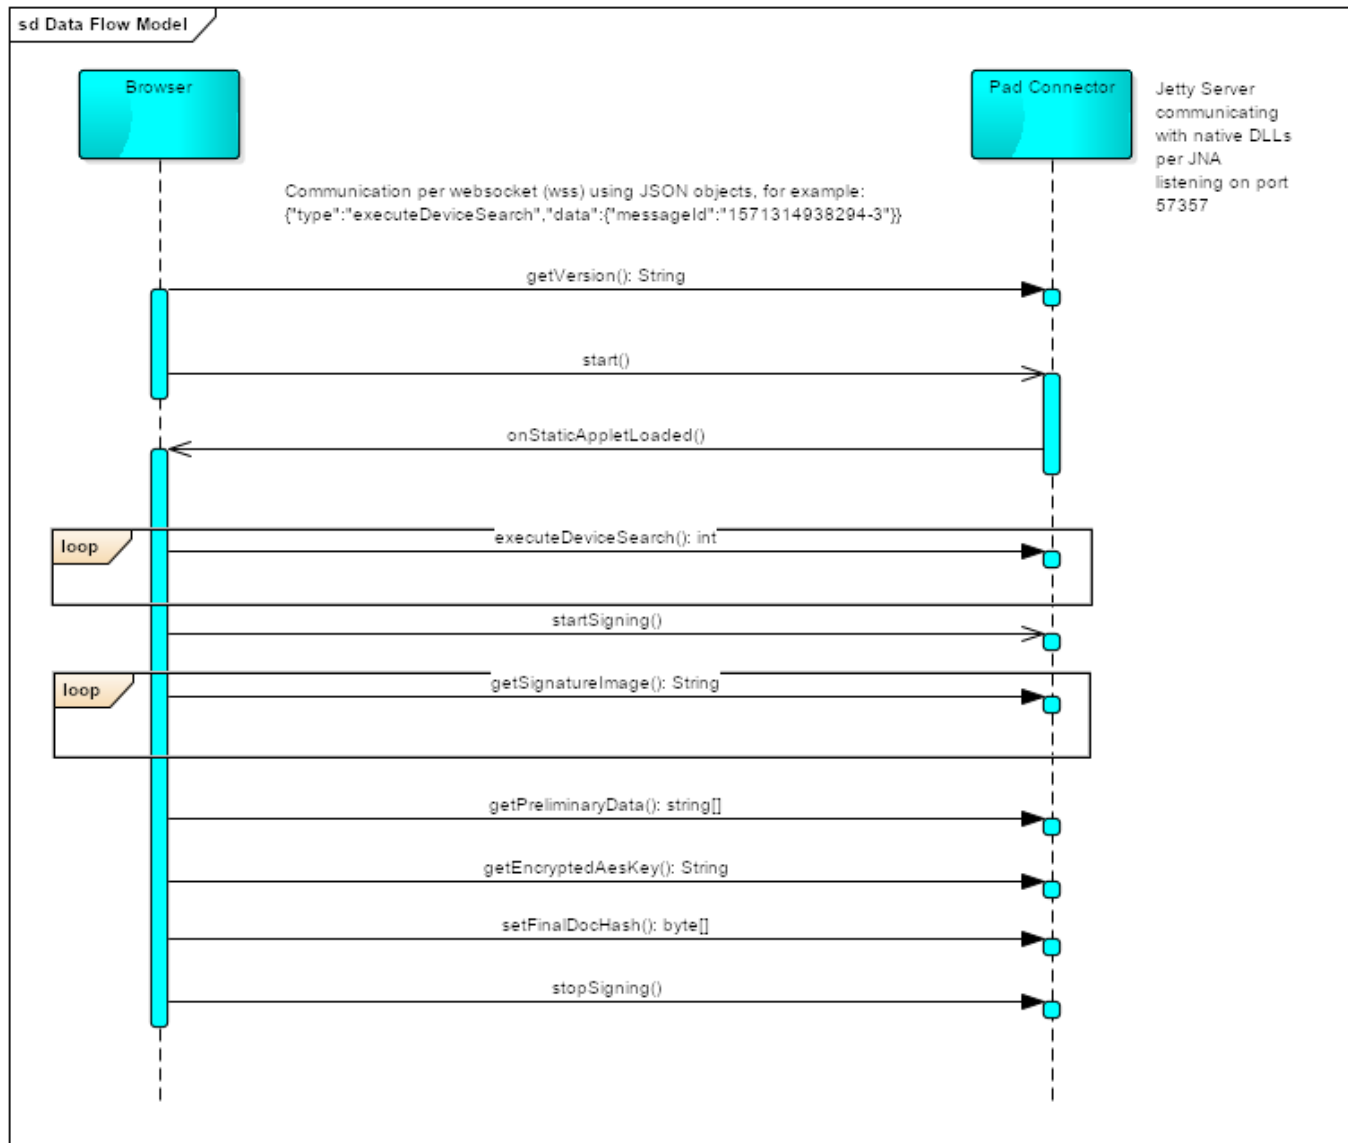 sd Data Flow Model
Browser
Pad Connector
Jetty Server
communicating
with native DLLs
per JNA
listening on port
57357
Communication per websocket (wss) using JSON objects, for example:
{"type":"executeDeviceSearch","data":{"messageId":"1571314938294-3"}}
getVersion(): String
start()
onStaticAppletLoaded()
loop
executeDeviceSearch(): int
startSigning()
loop
getSignatureImage(): String
getPreliminaryData(): string[]
getEncryptedAesKey(): String
setFinalDocHash(): byte[]
stopSigning()